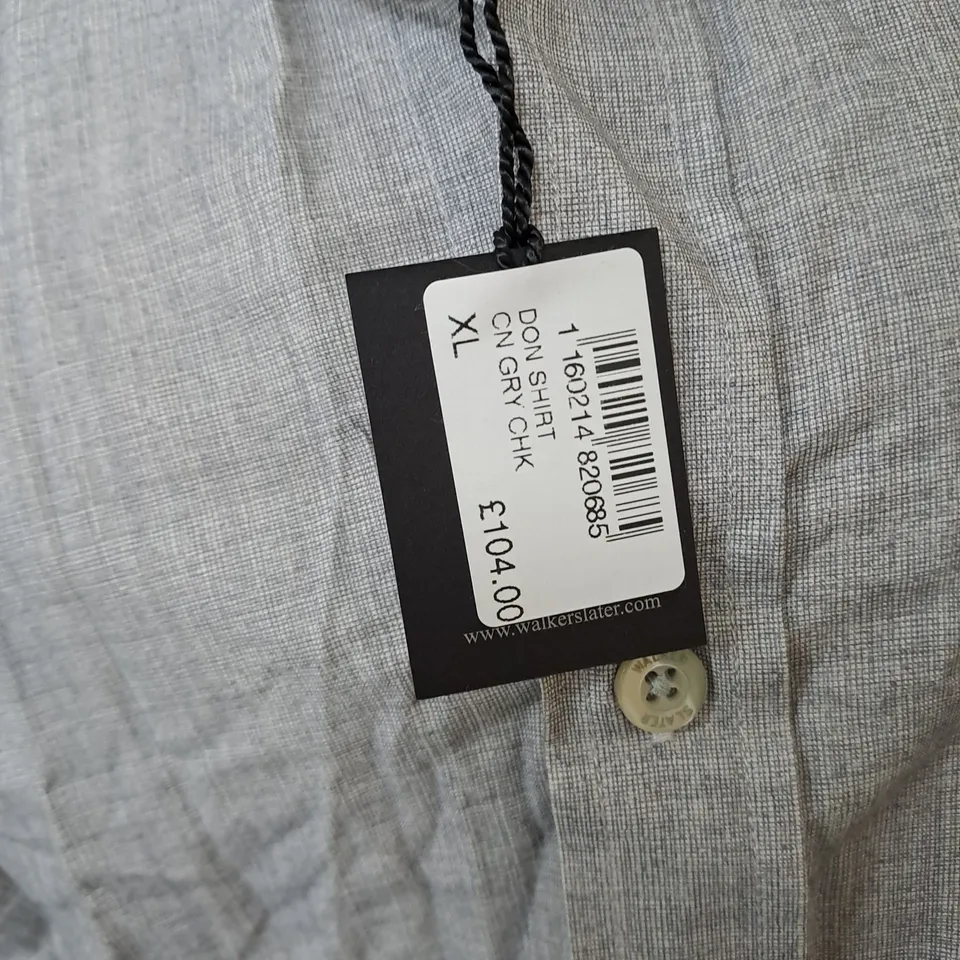 1 160214 820685
DON SHIRT
CN GRY CHK
XL
£104.00
www.walkerslater.com
WALKER
SLATER